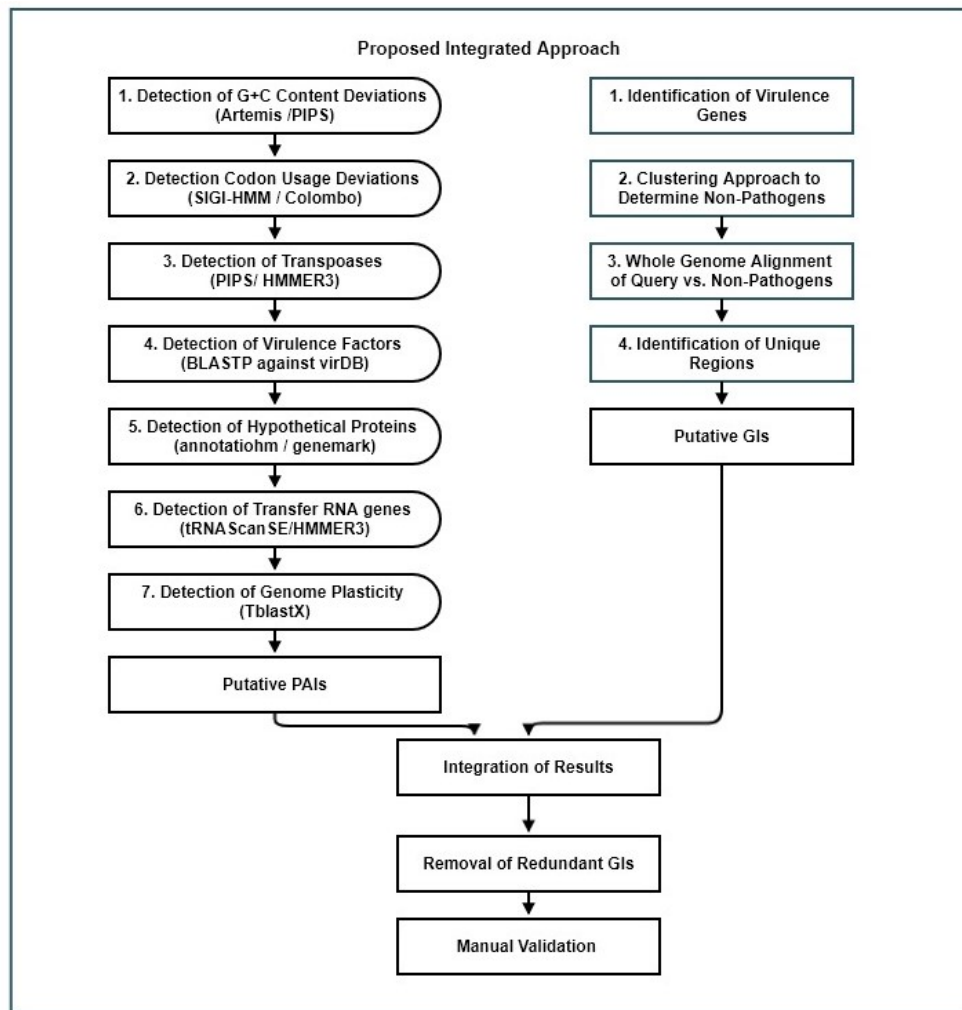 Proposed Integrated Approach
1. Detection of G+C Content Deviations
(Artemis /PIPS)
2. Detection Codon Usage Deviations
(SIGI-HMM / Colombo)
3. Detection of Transpoases
(PIPS/ HMMER3)
4. Detection of Virulence Factors
(BLASTP against virDB)
5. Detection of Hypothetical Proteins
(annotatiohm / genemark)
6. Detection of Transfer RNA genes
(tRNAScanSE/HMMER3)
7. Detection of Genome Plasticity
(TblastX)
Putative PAIs
1. Identification of Virulence
Genes
2. Clustering Approach to
Determine Non-Pathogens
3. Whole Genome Alignment
of Query vs. Non-Pathogens
4. Identification of Unique
Regions
Putative GIs
Integration of Results
Removal of Redundant GIs
Manual Validation